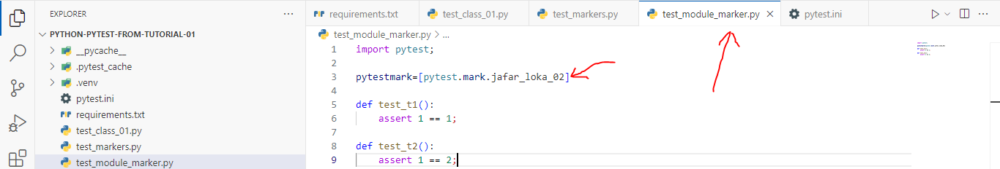 EXPLORER ...
requirements.txt test_class_01.py test_markers.py test_module_marker.py pytest.ini
PYTHON-PYTEST-FROM-TUTORIAL-01
__pycache__
.pytest_cache
.venv
pytest.ini
requirements.txt
test_class_01.py
test_markers.py
test_module_marker.py
test_module_marker.py > ...
1 import pytest;
2
3 pytestmark=[pytest.mark.jafar_loka_02]
4
5 def test_t1():
6 assert 1 == 1;
7
8 def test_t2():
9 assert 1 == 2;